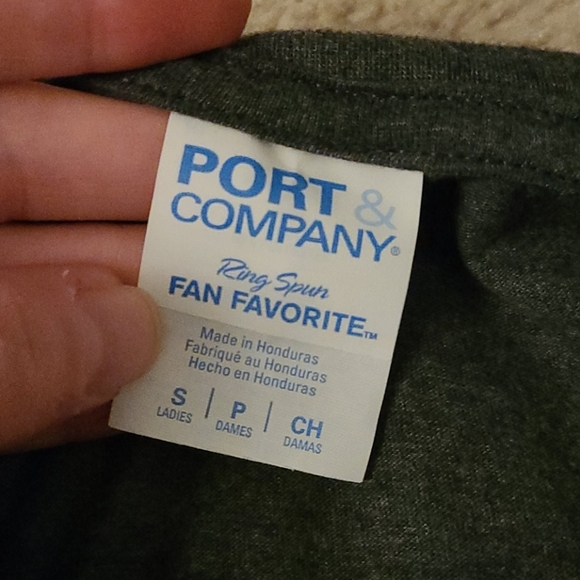 PORT &
COMPANY®
Ring Spun
FAN FAVORITE™
Made in Honduras
Fabriqué au Honduras
Hecho en Honduras
S | P | CH
LADIES DAMES DAMAS